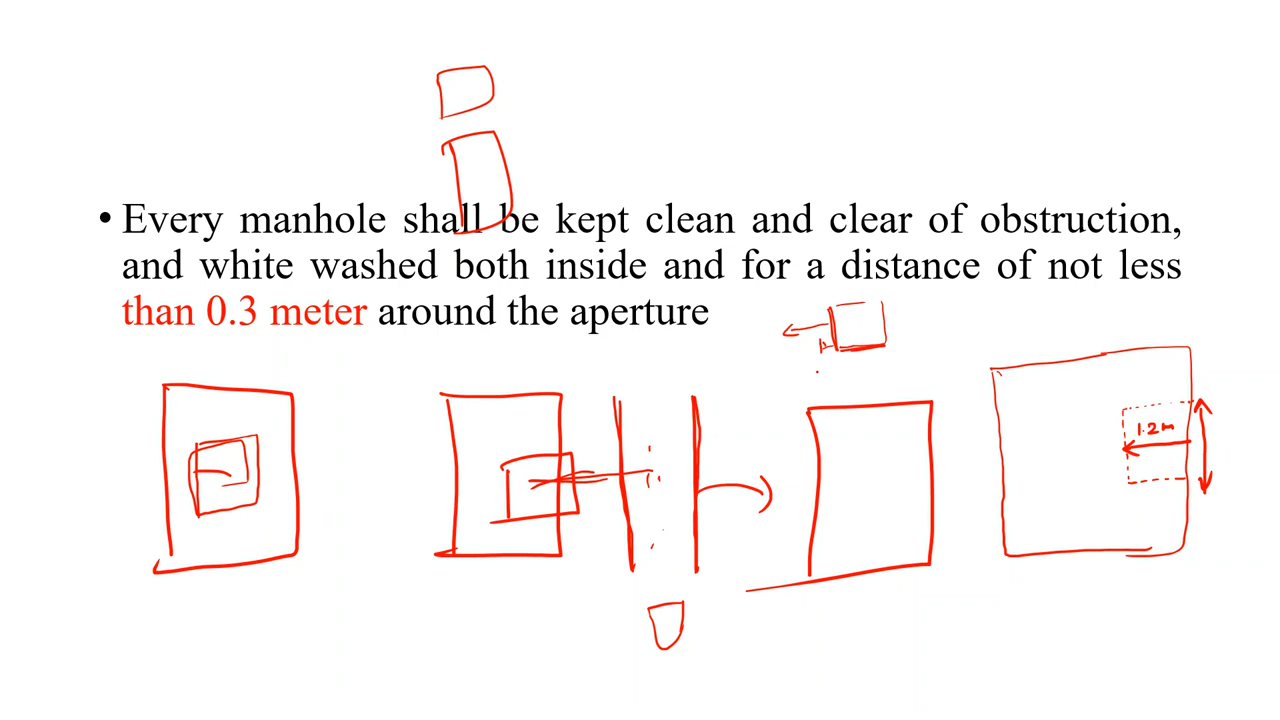 • Every manhole shall be kept clean and clear of obstruction,
and white washed both inside and for a distance of not less
than 0.3 meter around the aperture
1.2m